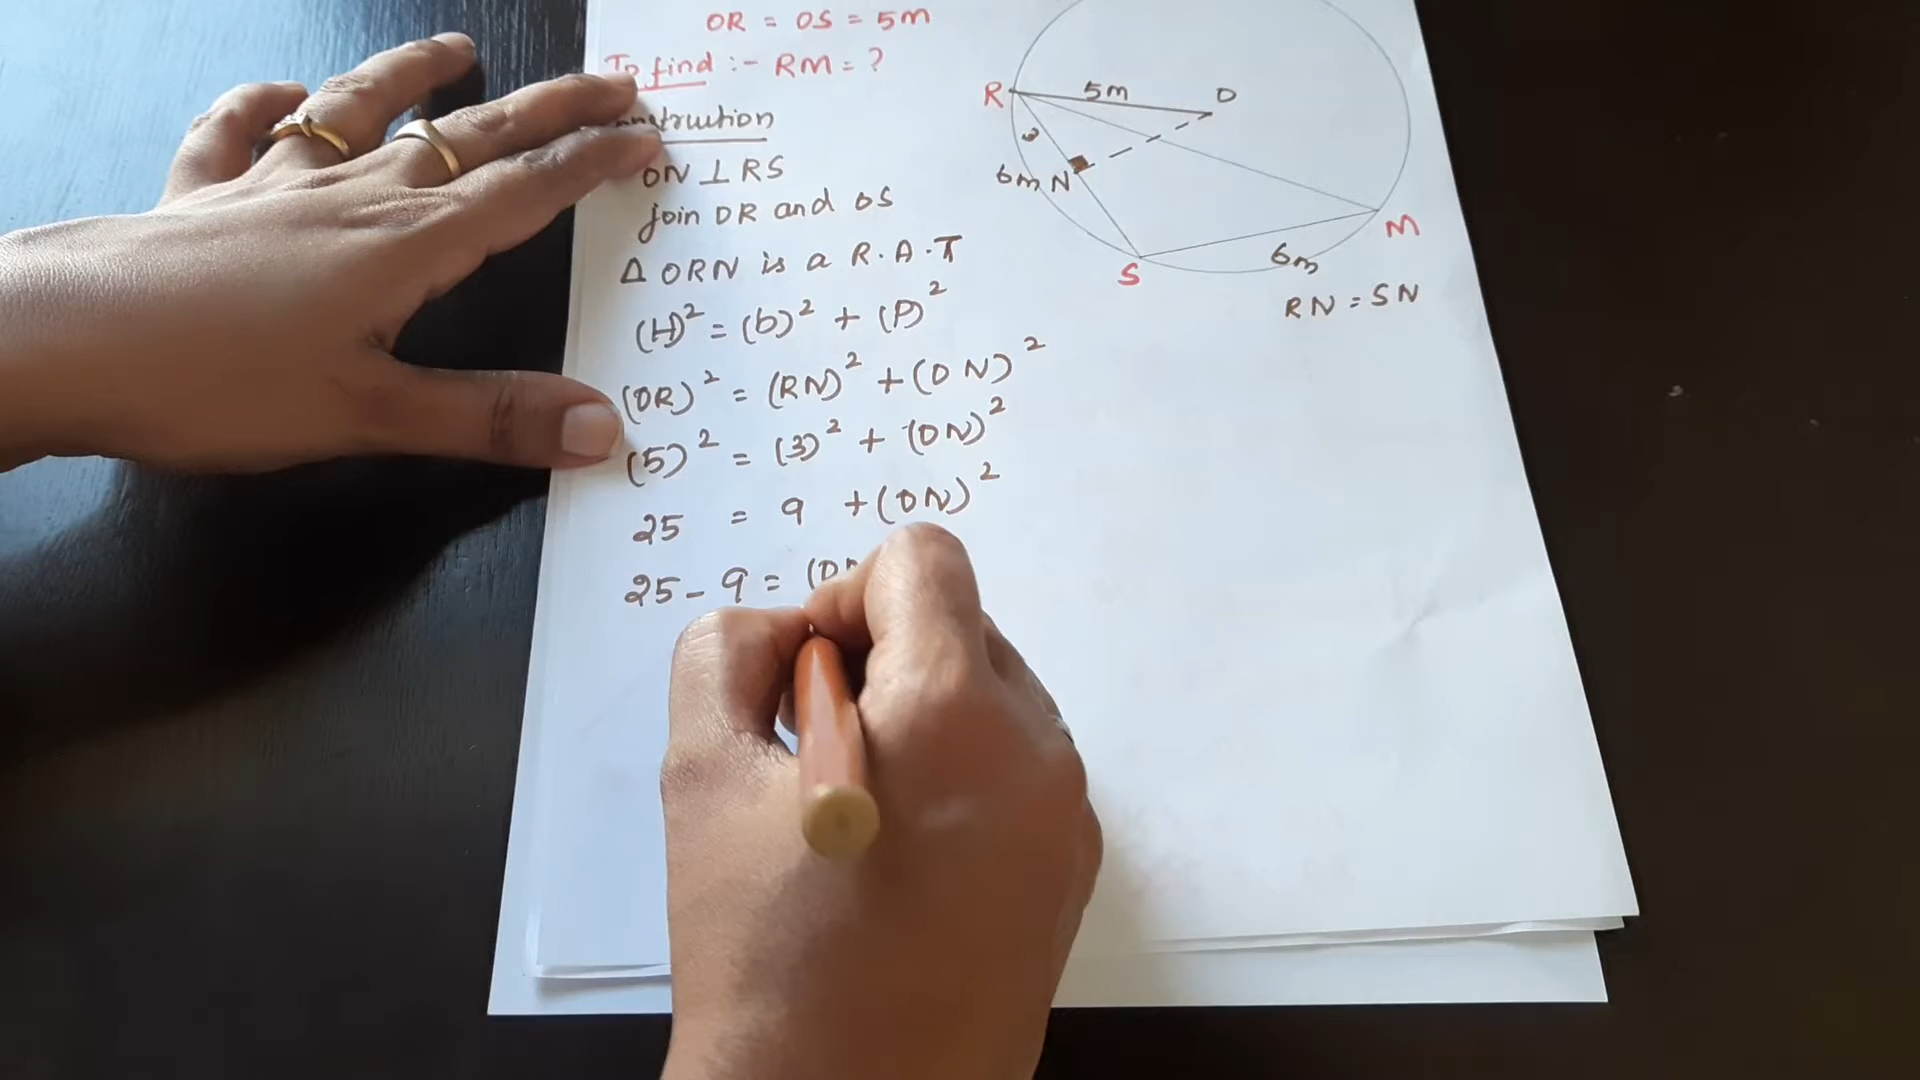 OR = OS = 5m
To find :- RM = ?
onstruction
ON ⊥ RS
join OR and OS
Δ ORN is a R.A.T
(H)² = (b)² + (P)²
(OR)² = (RN)² + (ON)²
(5)² = (3)² + (ON)²
25 = 9 + (ON)²
25 - 9 = (O
R
5m
O
6m
N
S
6m
M
RN = SN